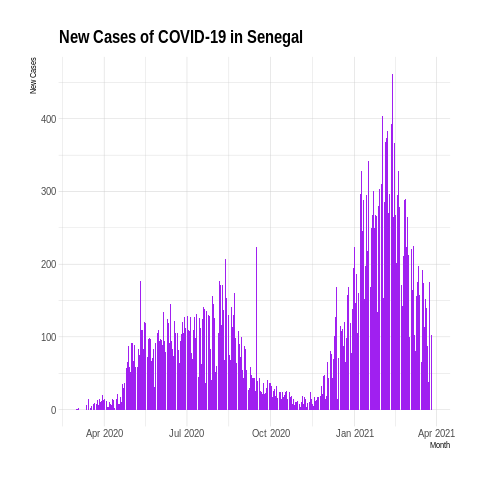 New Cases of COVID-19 in Senegal
New Cases
400
300
200
100
0
Apr 2020 Jul 2020 Oct 2020 Jan 2021 Apr 2021
Month